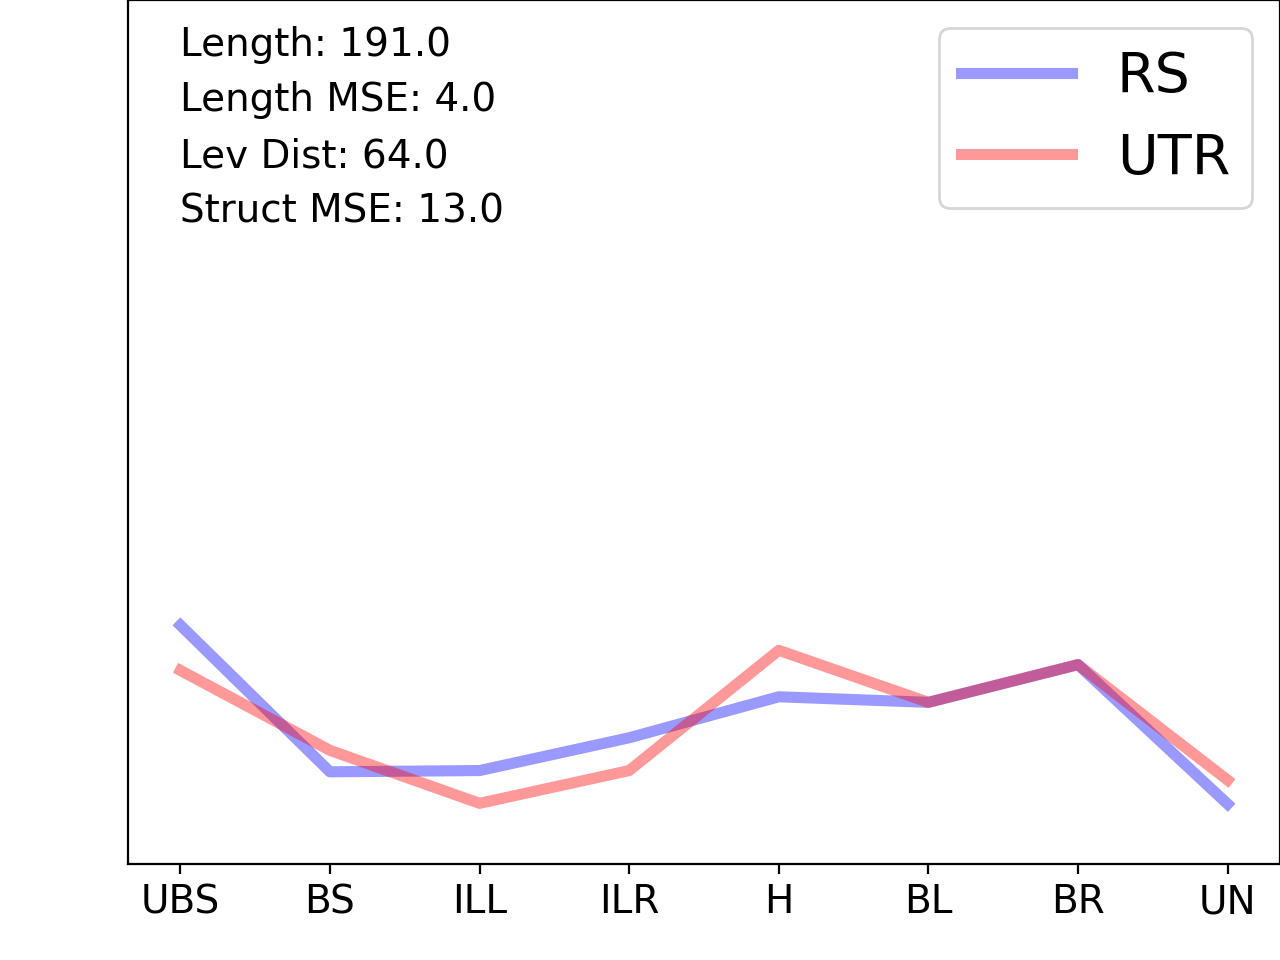 Length: 191.0
Length MSE: 4.0
Lev Dist: 64.0
Struct MSE: 13.0
RS
UTR
UBS BS ILL ILR H BL BR UN